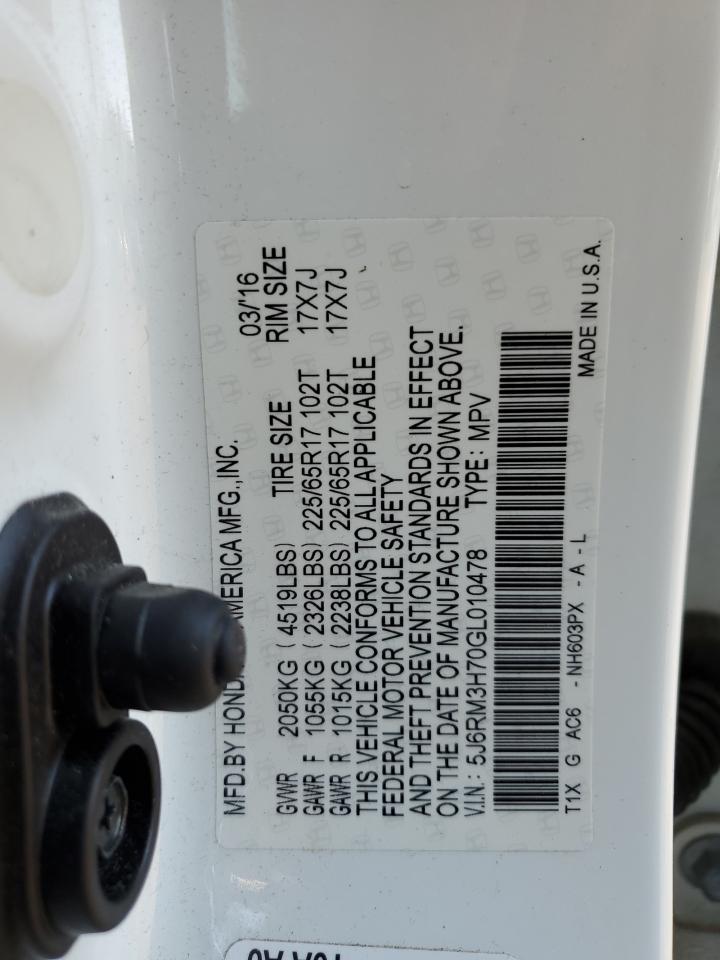 MFD.BY HONDA AMERICA MFG.,INC. 03/'16
TIRE SIZE RIM SIZE
GVWR 2050KG ( 4519LBS)
GAWR F 1055KG ( 2326LBS) 225/65R17 102T 17X7J
GAWR R 1015KG ( 2238LBS) 225/65R17 102T 17X7J
THIS VEHICLE CONFORMS TO ALL APPLICABLE
FEDERAL MOTOR VEHICLE SAFETY
AND THEFT PREVENTION STANDARDS IN EFFECT
ON THE DATE OF MANUFACTURE SHOWN ABOVE.
V.I.N.: 5J6RM3H70GL010478 TYPE: MPV
T1X G AC6 - NH603PX - A - L
MADE IN U.S.A.